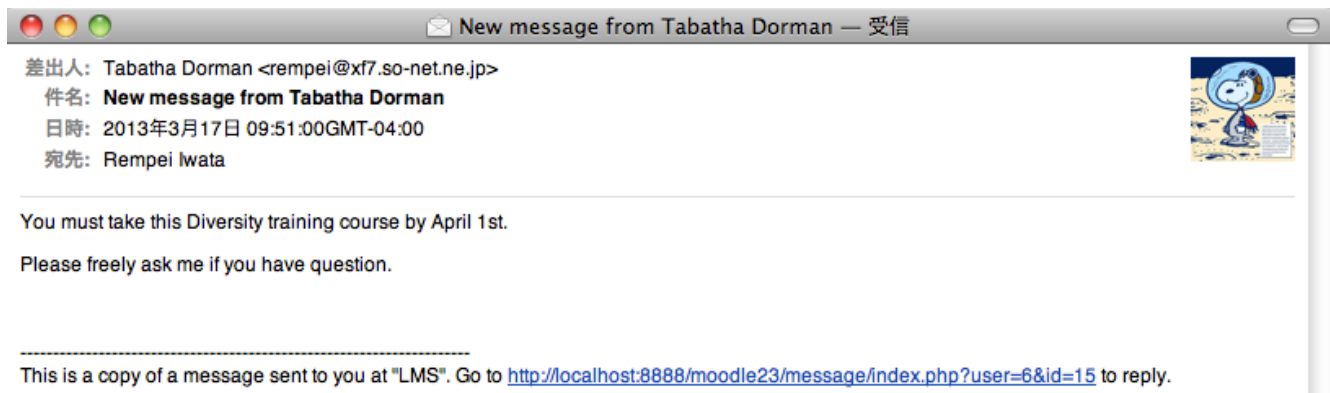 New message from Tabatha Dorman — 受信
差出人: Tabatha Dorman <rempei@xf7.so-net.ne.jp>
件名: New message from Tabatha Dorman
日時: 2013年3月17日 09:51:00GMT-04:00
宛先: Rempei Iwata
You must take this Diversity training course by April 1st.
Please freely ask me if you have question.
---------------------------------------------------------------------
This is a copy of a message sent to you at "LMS". Go to http://localhost:8888/moodle23/message/index.php?user=6&id=15 to reply.